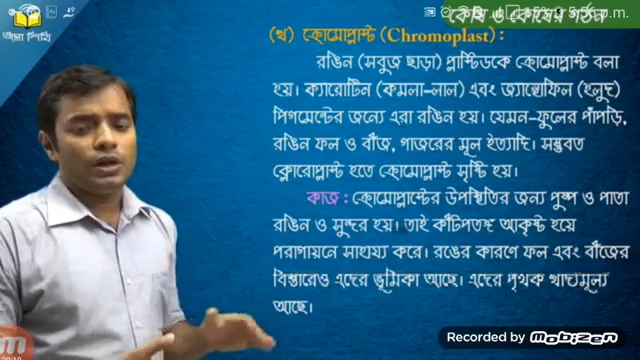 কোষ ও কোষের গঠন
p.m.
এসো শিখি
(খ) ক্রোমোপ্লাস্ট (Chromoplast) :
রঙিন (সবুজ ছাড়া) প্লাস্টিডকে ক্রোমোপ্লাস্ট বলা
হয়। ক্যারোটিন (কমলা-লাল) এবং জ্যান্থোফিল (হলুদ)
পিগমেন্টের জন্যে এরা রঙিন হয়। যেমন-ফুলের পাঁপড়ি,
রঙিন ফল ও বীজ, গাজরের মূল ইত্যাদি। সম্ভবত
ক্লোরোপ্লাস্ট হতে ক্রোমোপ্লাস্ট সৃষ্টি হয়।
কাজ : ক্রোমোপ্লাস্টের উপস্থিতির জন্য পুষ্প ও পাতা
রঙিন ও সুন্দর হয়। তাই কীটপতঙ্গ আকৃষ্ট হয়ে
পরাগায়নে সাহায্য করে। রঙের কারণে ফল এবং বীজের
বিস্তারেও এদের ভূমিকা আছে। এদের পৃথক খাদ্যমূল্য
আছে।
Recorded by mobizen